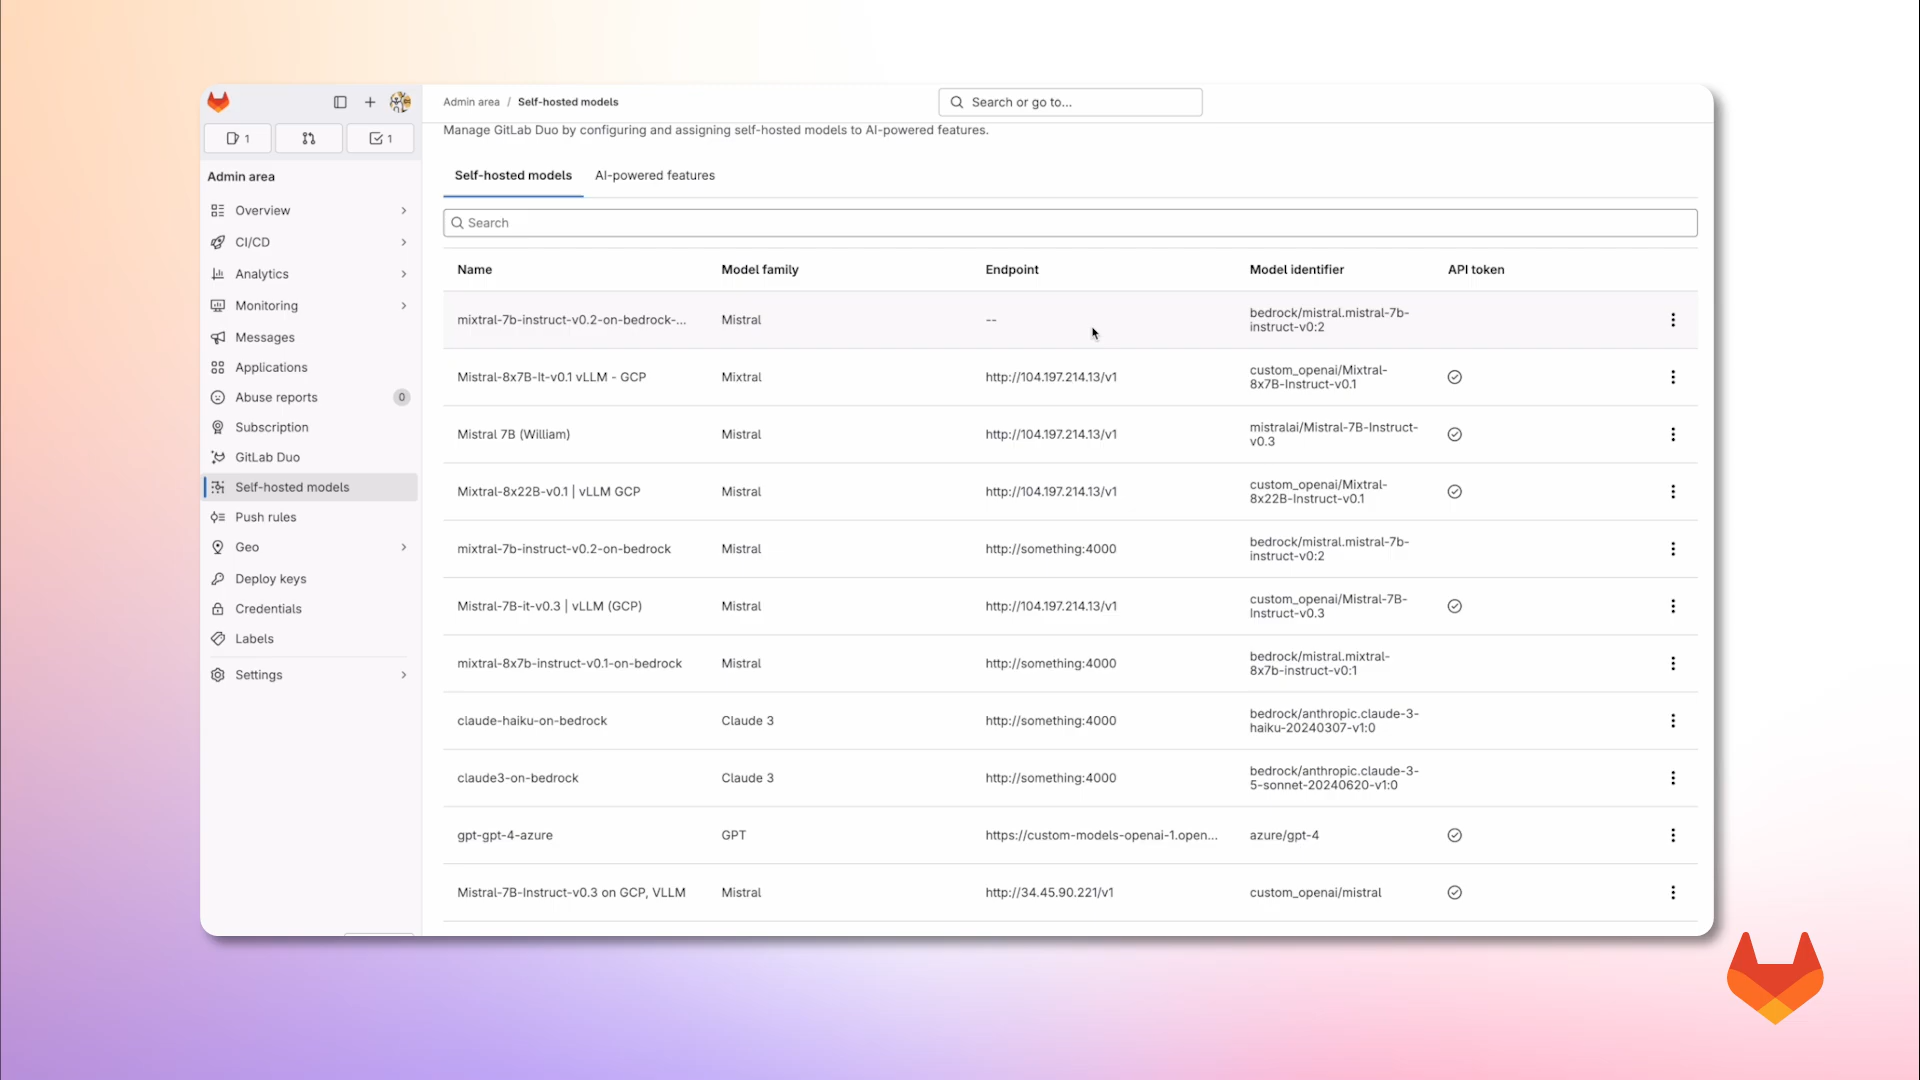 Admin area / Self-hosted models
Search or go to...
1
1
Manage GitLab Duo by configuring and assigning self-hosted models to AI-powered features.
Admin area
Overview
CI/CD
Analytics
Monitoring
Messages
Applications
Abuse reports 0
Subscription
GitLab Duo
Self-hosted models
Push rules
Geo
Deploy keys
Credentials
Labels
Settings
Self-hosted models AI-powered features
Search
Name Model family Endpoint Model identifier API token
mixtral-7b-instruct-v0.2-on-bedrock-... Mistral -- bedrock/mistral.mistral-7b-
instruct-v0:2
Mistral-8x7B-It-v0.1 vLLM - GCP Mixtral http://104.197.214.13/v1 custom_openai/Mixtral-
8x7B-Instruct-v0.1
Mistral 7B (William) Mistral http://104.197.214.13/v1 mistralai/Mistral-7B-Instruct-
v0.3
Mixtral-8x22B-v0.1 | vLLM GCP Mistral http://104.197.214.13/v1 custom_openai/Mixtral-
8x22B-Instruct-v0.1
mixtral-7b-instruct-v0.2-on-bedrock Mistral http://something:4000 bedrock/mistral.mistral-7b-
instruct-v0:2
Mistral-7B-it-v0.3 | vLLM (GCP) Mistral http://104.197.214.13/v1 custom_openai/Mistral-7B-
Instruct-v0.3
mixtral-8x7b-instruct-v0.1-on-bedrock Mistral http://something:4000 bedrock/mistral.mixtral-
8x7b-instruct-v0:1
claude-haiku-on-bedrock Claude 3 http://something:4000 bedrock/anthropic.claude-3-
haiku-20240307-v1:0
claude3-on-bedrock Claude 3 http://something:4000 bedrock/anthropic.claude-3-
5-sonnet-20240620-v1:0
gpt-gpt-4-azure GPT https://custom-models-openai-1.open... azure/gpt-4
Mistral-7B-Instruct-v0.3 on GCP, VLLM Mistral http://34.45.90.221/v1 custom_openai/mistral